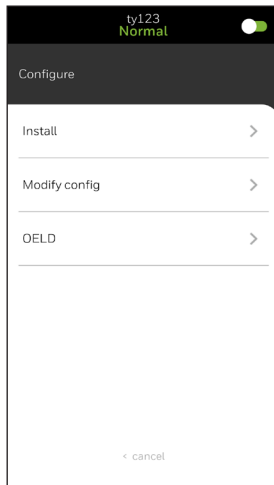 ty123
Normal
Configure
Install
Modify config
OELD
< cancel